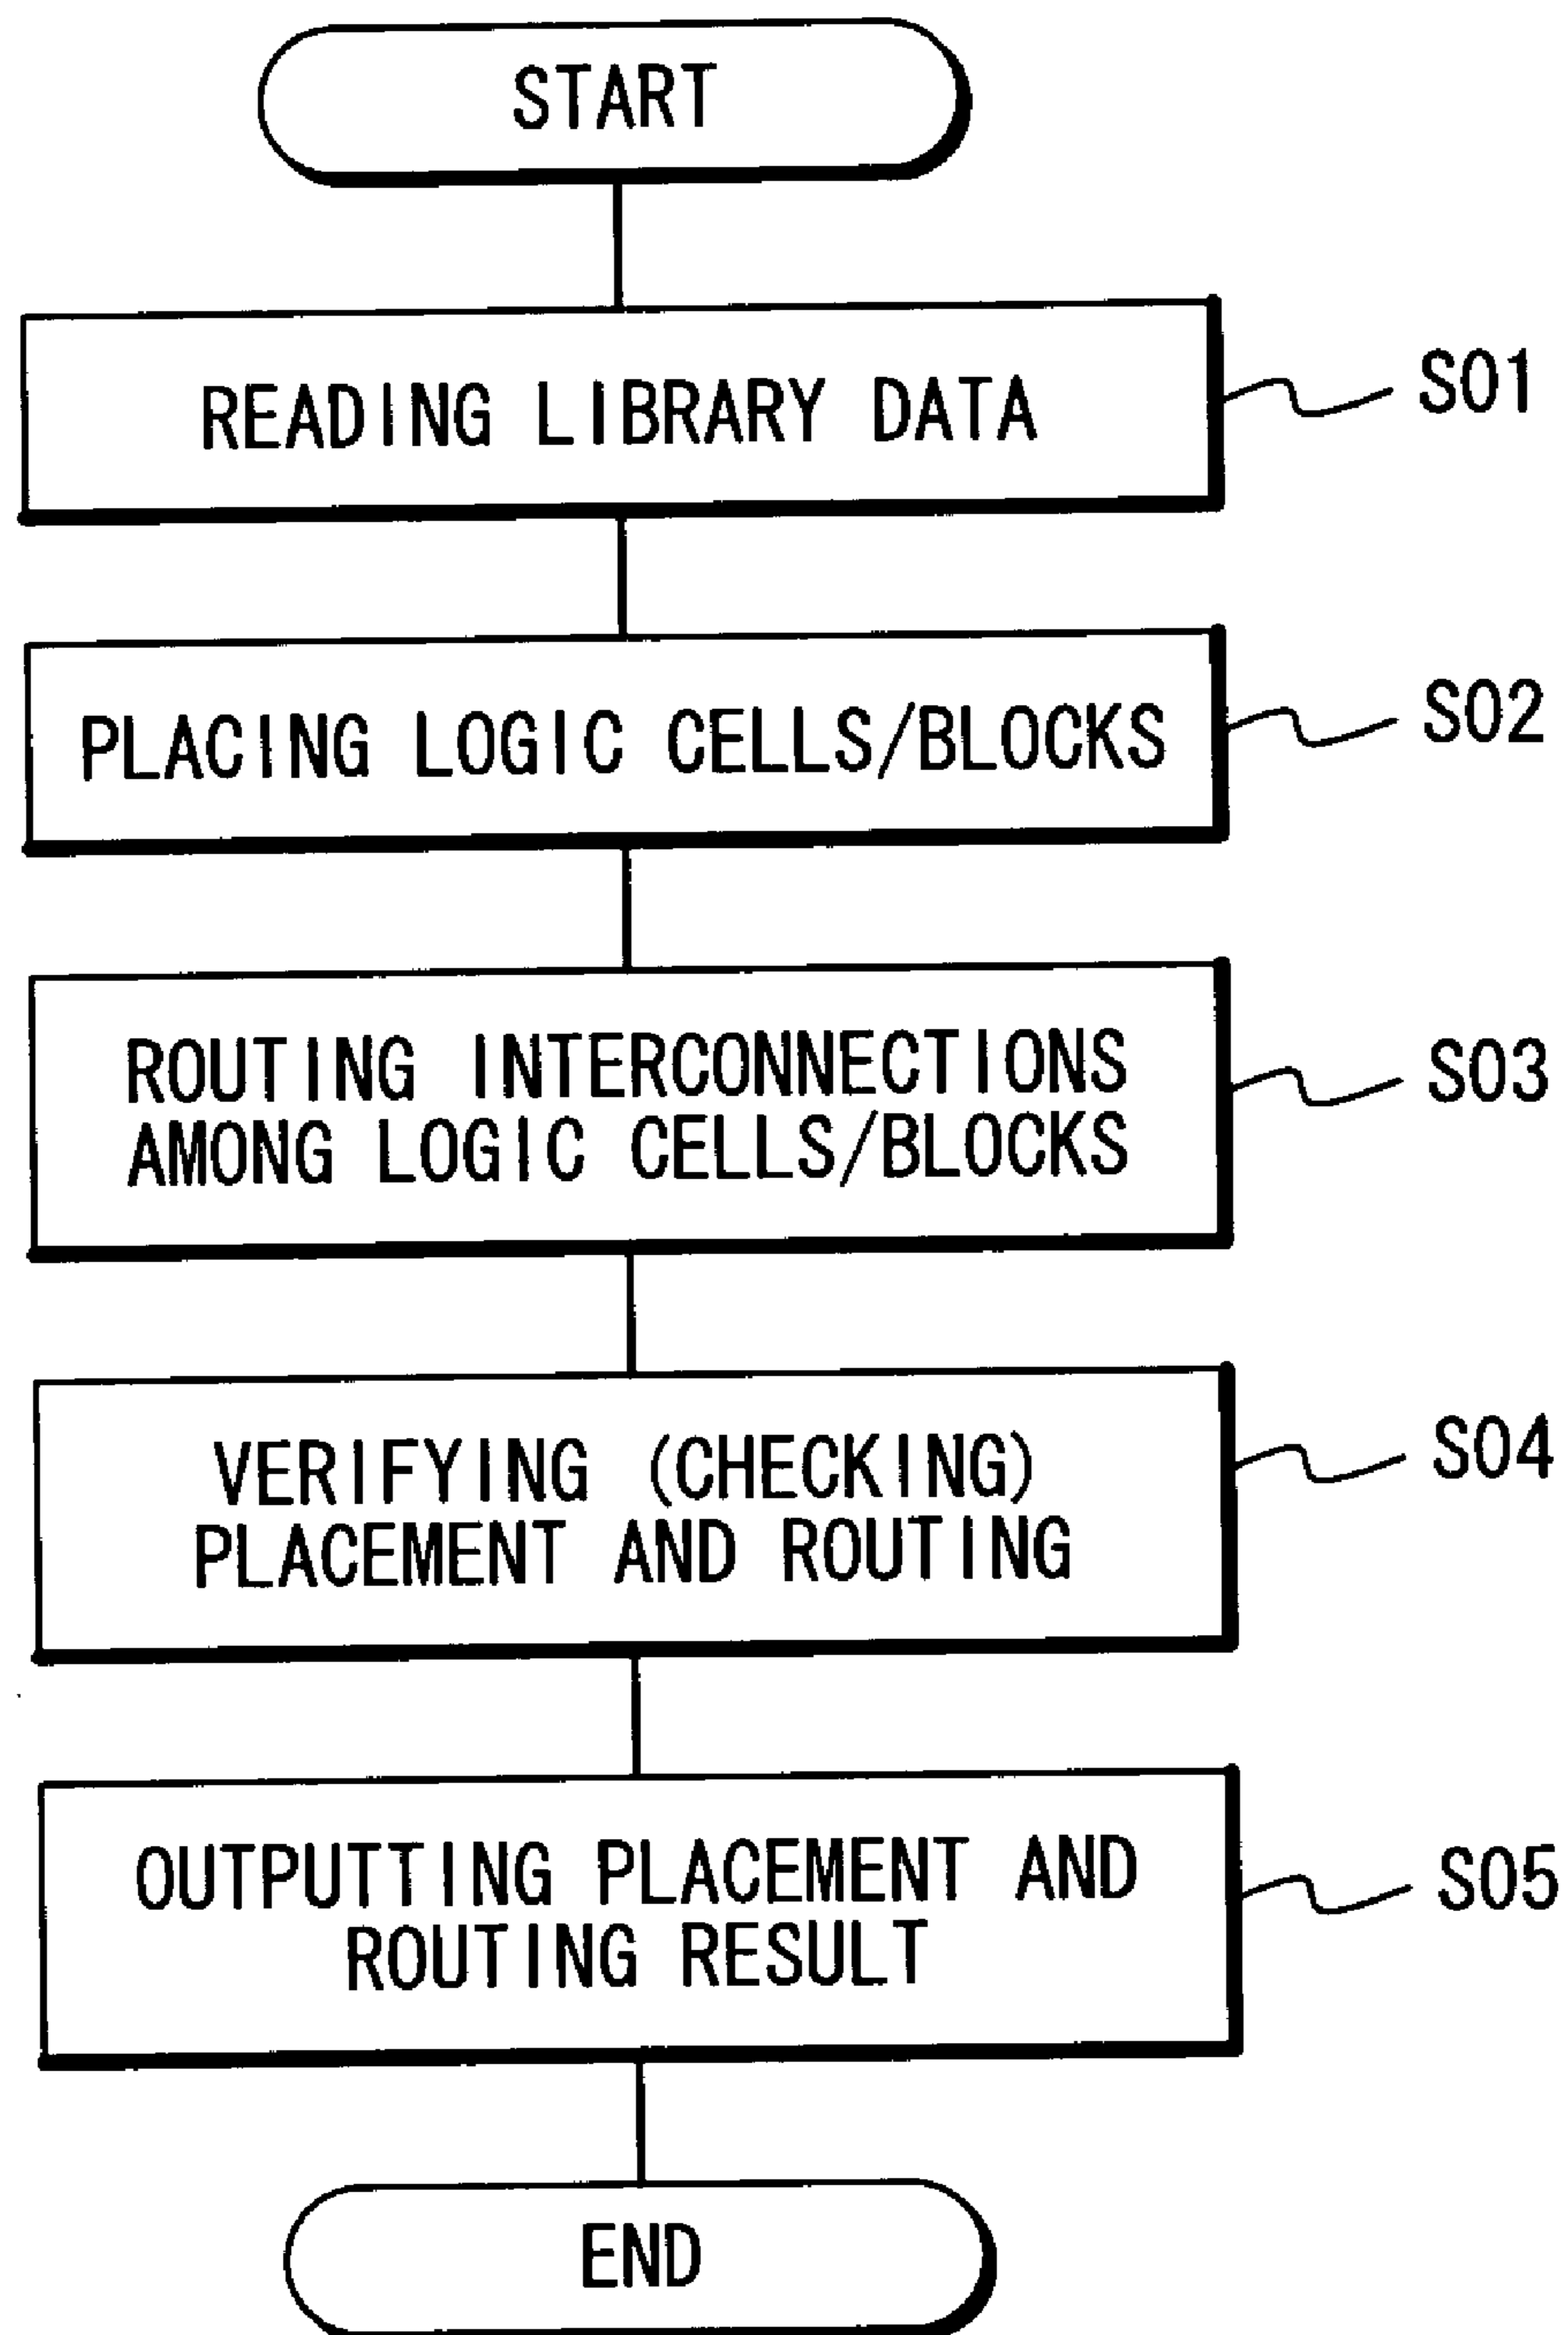 START
READING LIBRARY DATA
S01
PLACING LOGIC CELLS/BLOCKS
S02
ROUTING INTERCONNECTIONS
AMONG LOGIC CELLS/BLOCKS
S03
VERIFYING (CHECKING)
PLACEMENT AND ROUTING
S04
OUTPUTTING PLACEMENT AND
ROUTING RESULT
S05
END